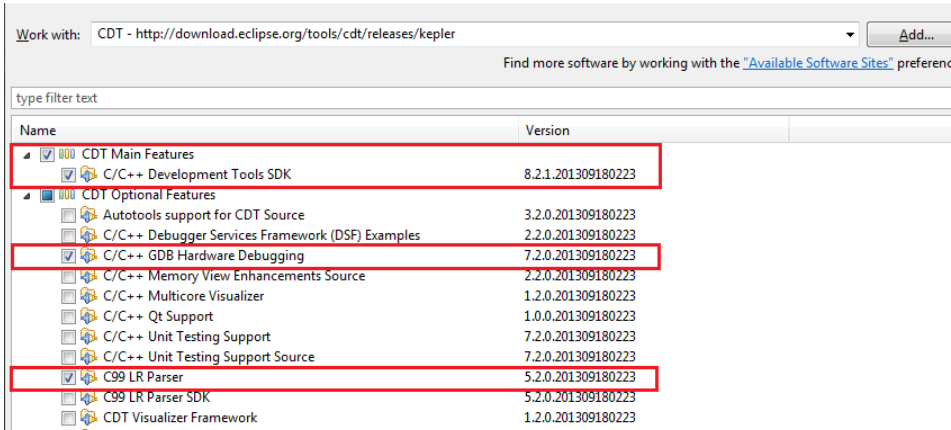 Work with: CDT - http://download.eclipse.org/tools/cdt/releases/kepler Add...
Find more software by working with the "Available Software Sites" preferenc
type filter text
Name Version
CDT Main Features
C/C++ Development Tools SDK 8.2.1.201309180223
CDT Optional Features
Autotools support for CDT Source 3.2.0.201309180223
C/C++ Debugger Services Framework (DSF) Examples 2.2.0.201309180223
C/C++ GDB Hardware Debugging 7.2.0.201309180223
C/C++ Memory View Enhancements Source 2.2.0.201309180223
C/C++ Multicore Visualizer 1.2.0.201309180223
C/C++ Qt Support 1.0.0.201309180223
C/C++ Unit Testing Support 7.2.0.201309180223
C/C++ Unit Testing Support Source 7.2.0.201309180223
C99 LR Parser 5.2.0.201309180223
C99 LR Parser SDK 5.2.0.201309180223
CDT Visualizer Framework 1.2.0.201309180223